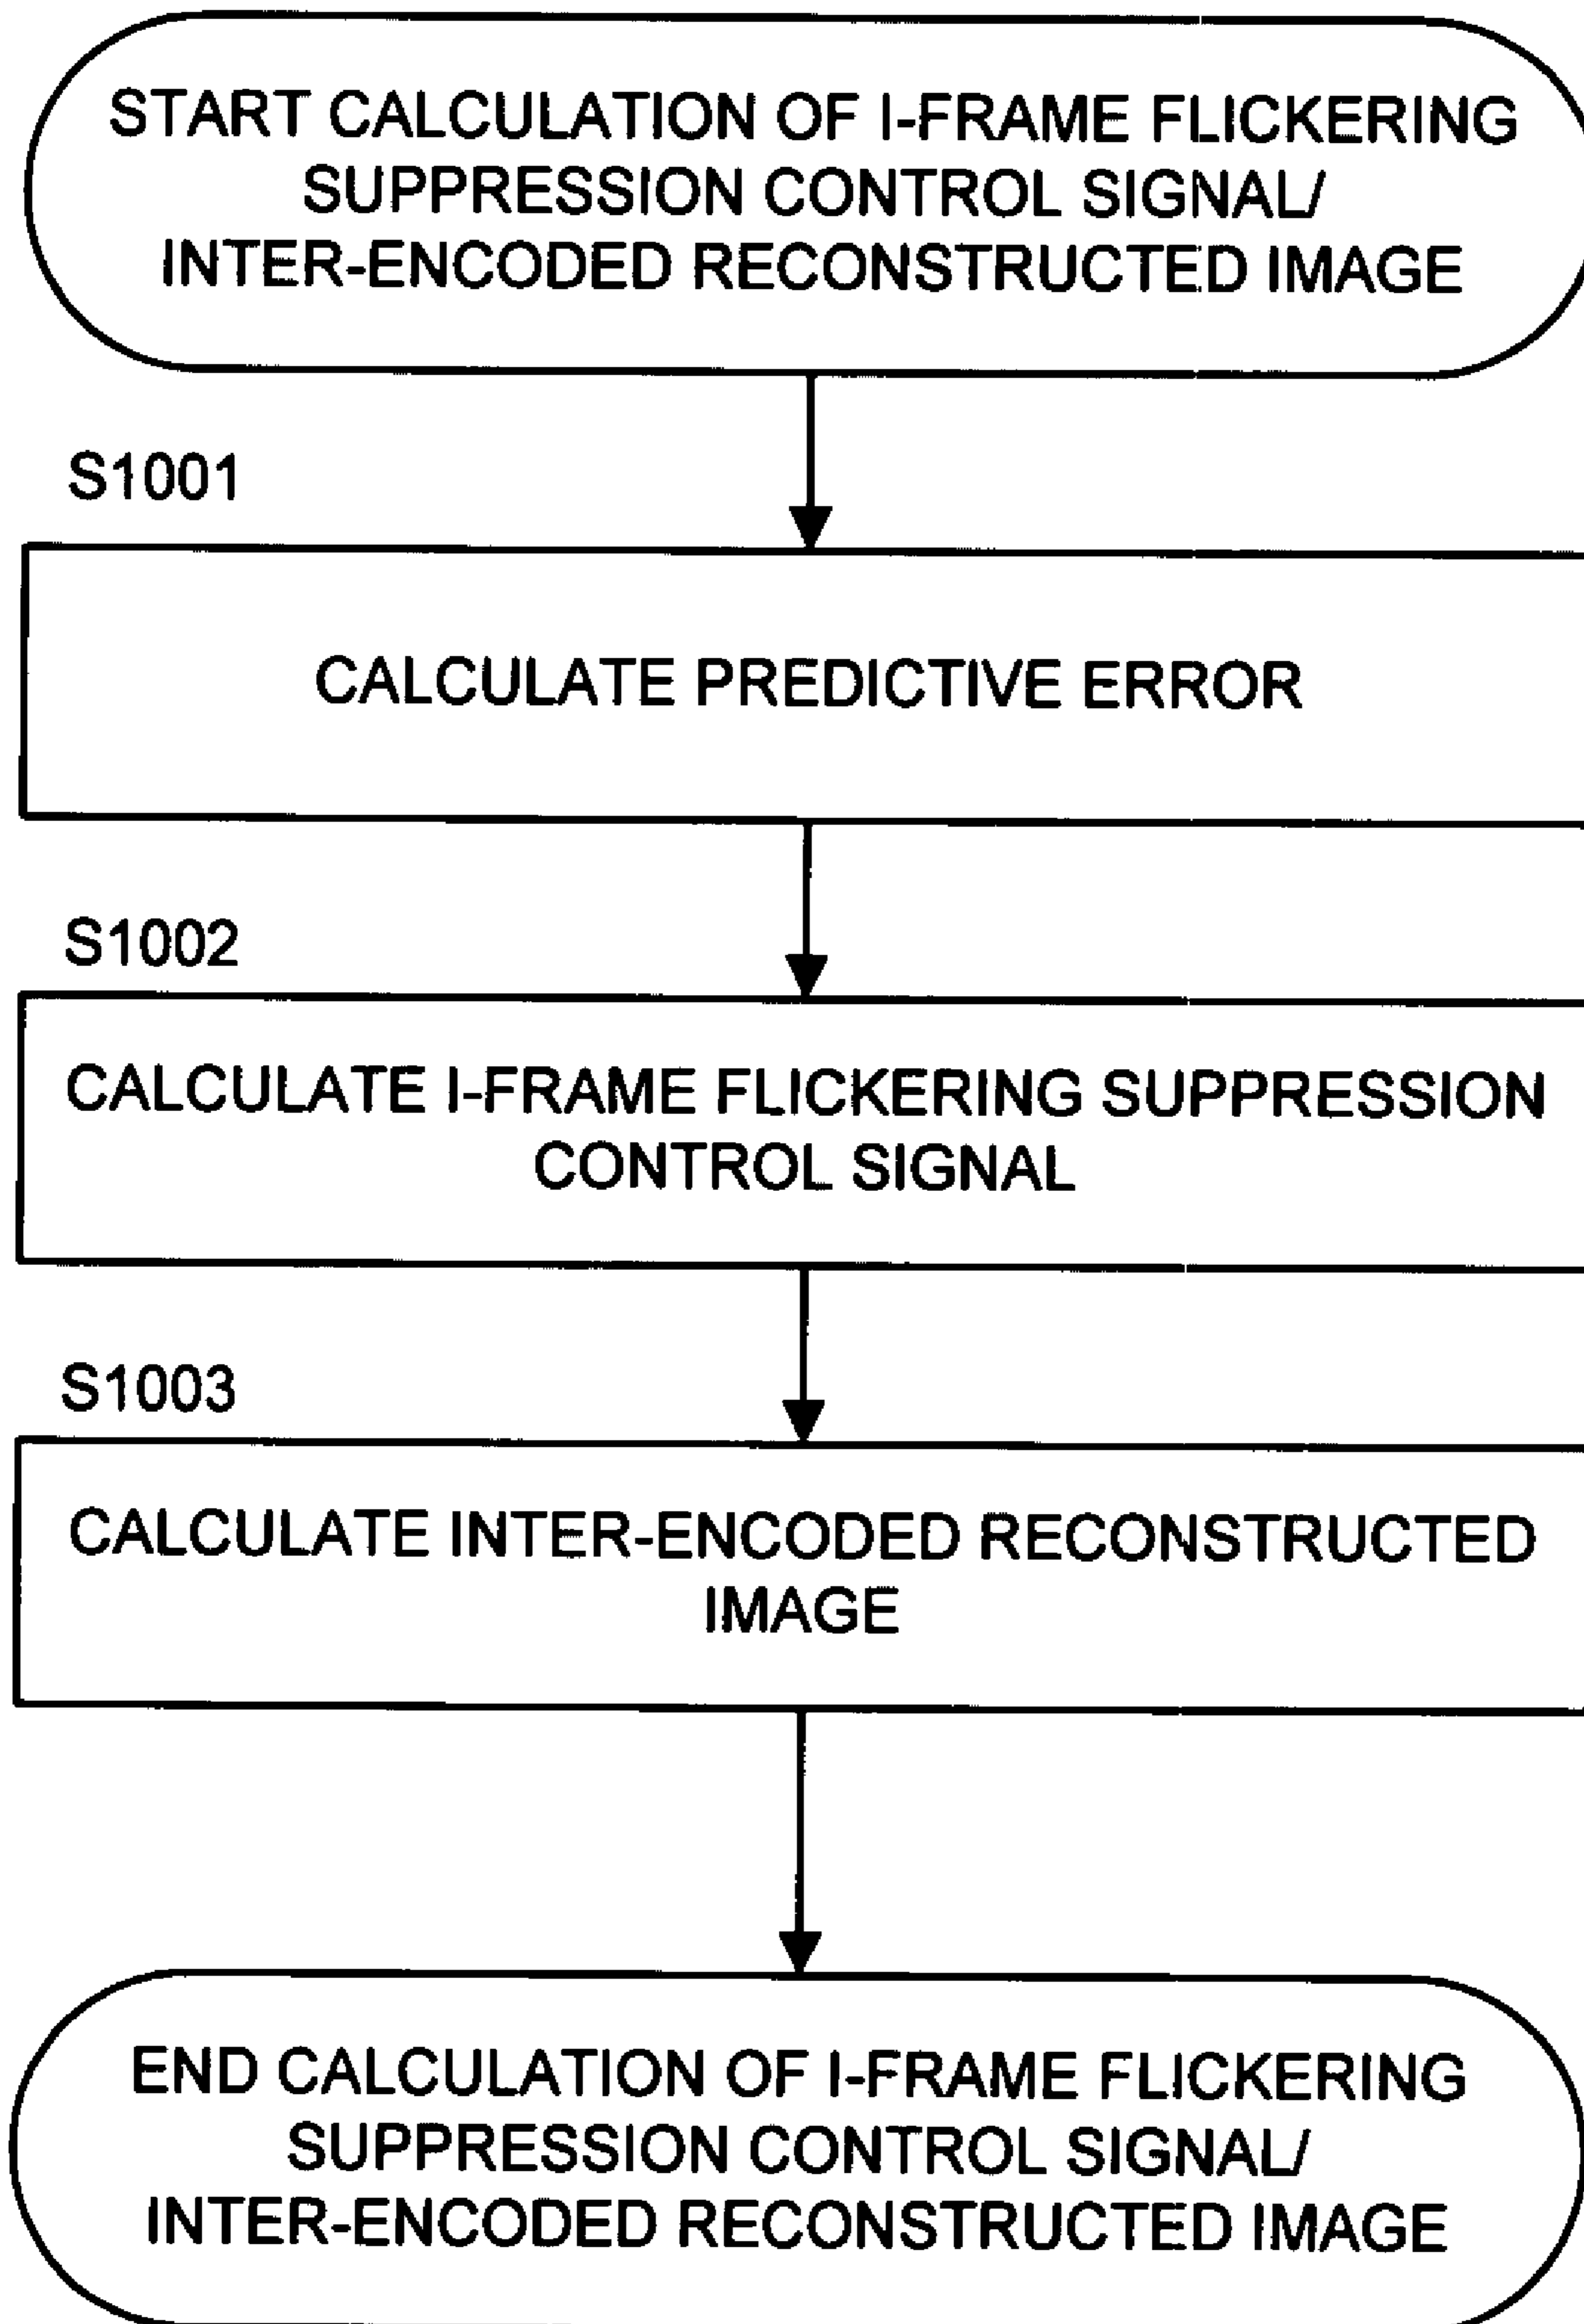 START CALCULATION OF I-FRAME FLICKERING
SUPPRESSION CONTROL SIGNAL/
INTER-ENCODED RECONSTRUCTED IMAGE
S1001
CALCULATE PREDICTIVE ERROR
S1002
CALCULATE I-FRAME FLICKERING SUPPRESSION
CONTROL SIGNAL
S1003
CALCULATE INTER-ENCODED RECONSTRUCTED
IMAGE
END CALCULATION OF I-FRAME FLICKERING
SUPPRESSION CONTROL SIGNAL/
INTER-ENCODED RECONSTRUCTED IMAGE